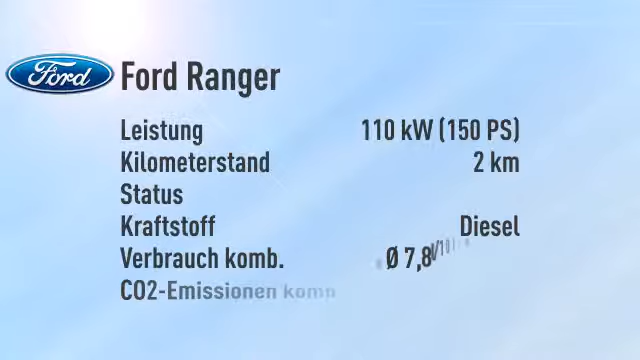 Ford
Ford Ranger
Leistung 110 kW (150 PS)
Kilometerstand 2 km
Status
Kraftstoff Diesel
Verbrauch komb. Ø 7,8
CO2-Emissionen komb